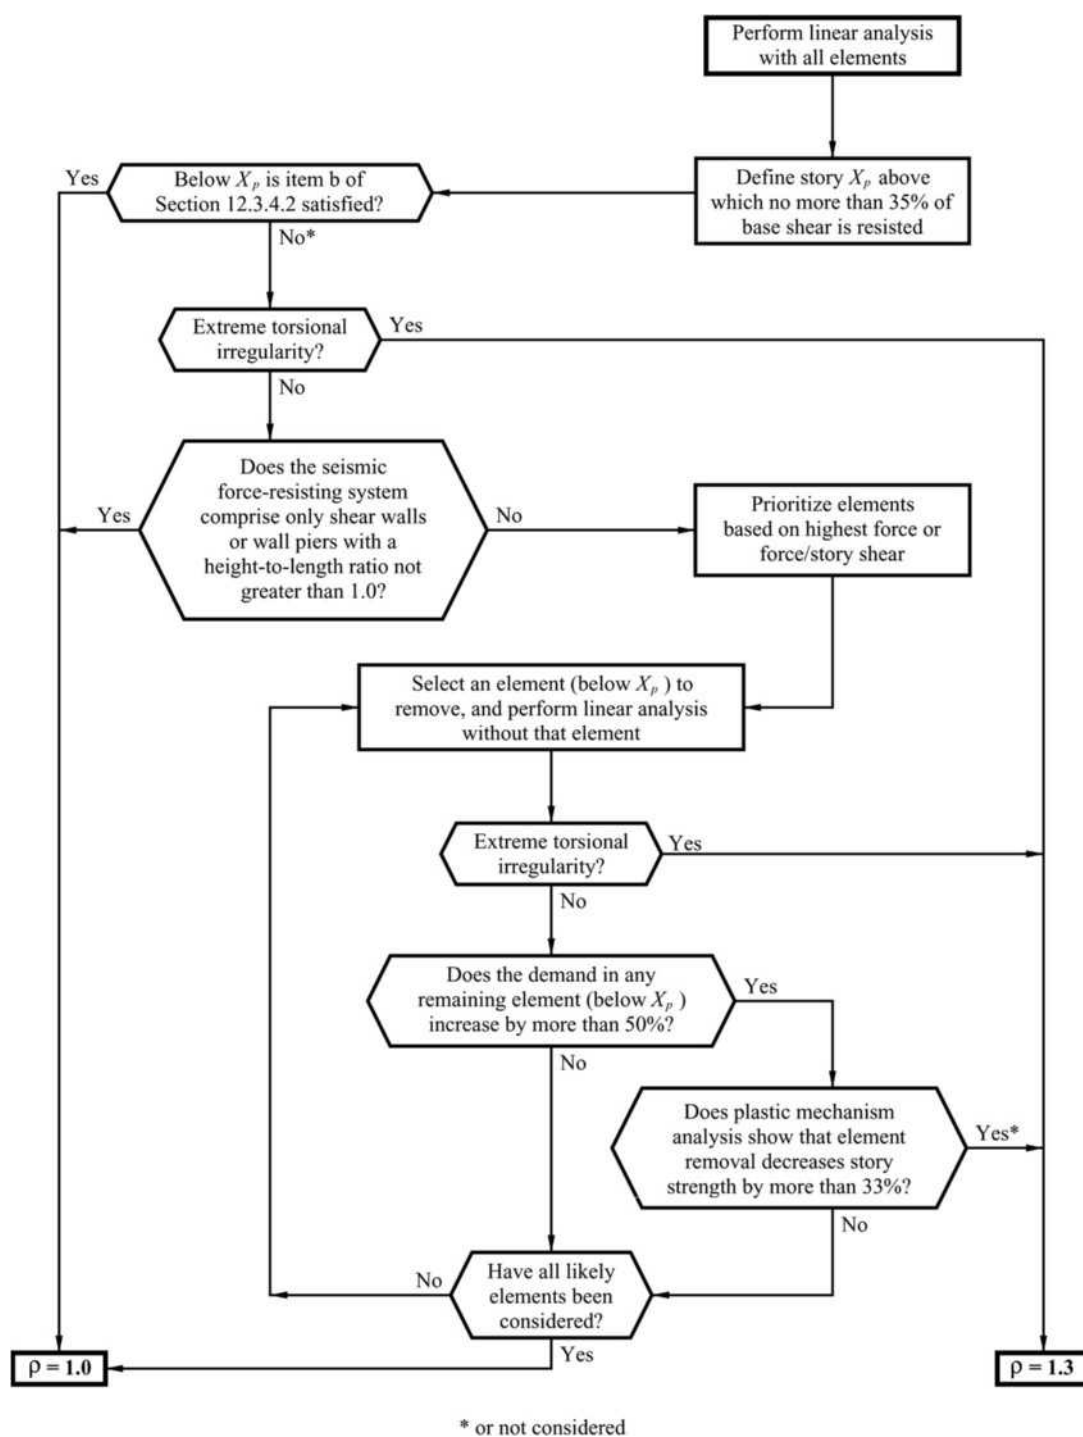 Perform linear analysis
with all elements
Define story Xp above
which no more than 35% of
base shear is resisted
Yes
Below Xp is item b of
Section 12.3.4.2 satisfied?
No*
Extreme torsional
irregularity?
Yes
No
Does the seismic
force-resisting system
comprise only shear walls
or wall piers with a
height-to-length ratio not
greater than 1.0?
Yes
No
Prioritize elements
based on highest force or
force/story shear
Select an element (below Xp ) to
remove, and perform linear analysis
without that element
Extreme torsional
irregularity?
Yes
No
Does the demand in any
remaining element (below Xp )
increase by more than 50%?
Yes
No
Does plastic mechanism
analysis show that element
removal decreases story
strength by more than 33%?
Yes*
No
Have all likely
elements been
considered?
No
Yes
ρ = 1.0
ρ = 1.3
* or not considered